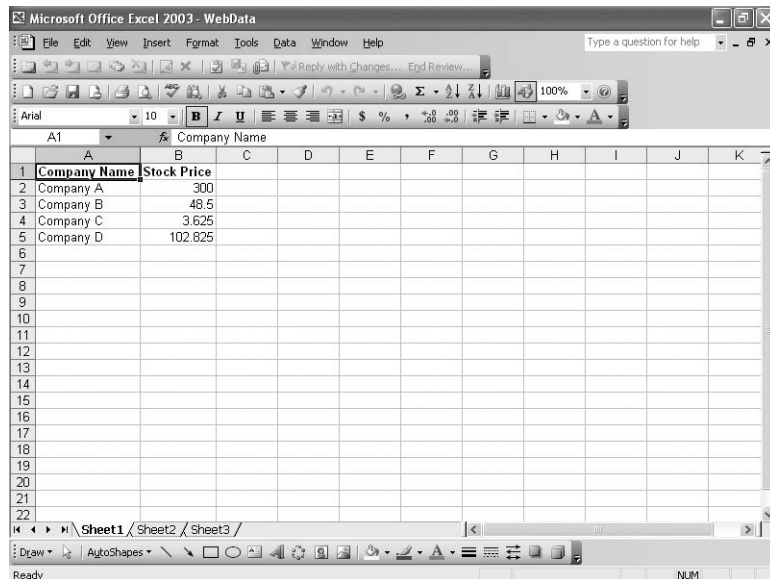 Microsoft Office Excel 2003 - WebData
File Edit View Insert Format Tools Data Window Help Type a question for help
Reply with Changes... End Review...
100%
Arial 10 B I U $ % ,
A1 fx Company Name
A B C D E F G H I J K
1 Company Name Stock Price
2 Company A 300
3 Company B 48.5
4 Company C 3.625
5 Company D 102.825
6
7
8
9
10
11
12
13
14
15
16
17
18
19
20
21
22
Sheet1 / Sheet2 / Sheet3 /
Draw AutoShapes
Ready NUM